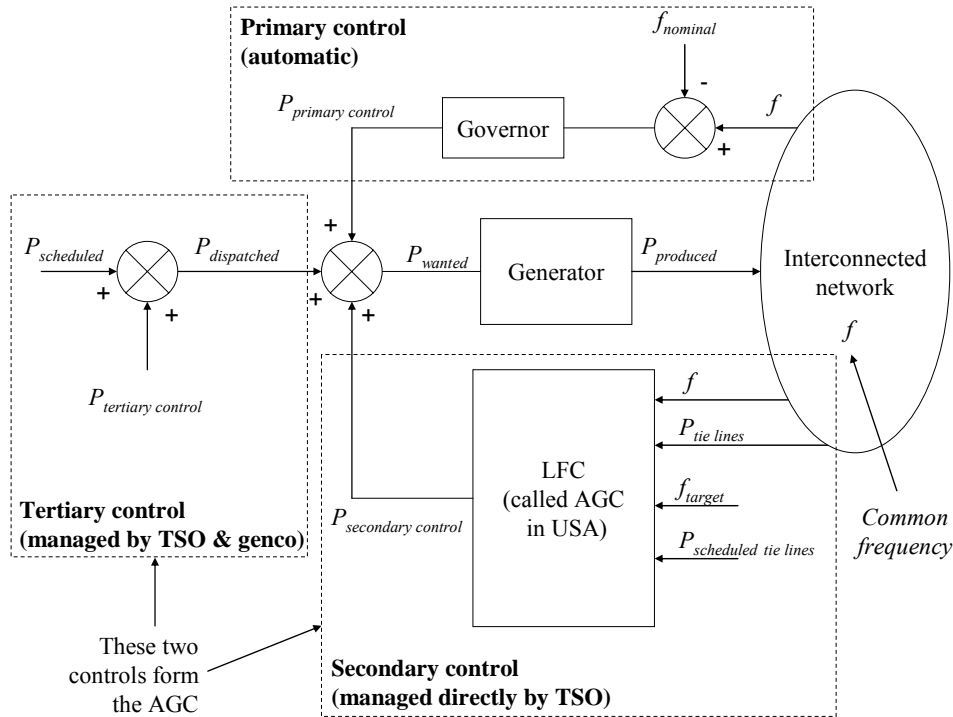 Primary control
(automatic)
f_nominal
-
P_primary control
Governor
f
+
P_scheduled
+
+
P_dispatched
+
+
+
P_wanted
Generator
P_produced
Interconnected
network
f
P_tertiary control
Tertiary control
(managed by TSO & genco)
P_secondary control
LFC
(called AGC
in USA)
f
P_tie lines
f_target
P_scheduled tie lines
Common
frequency
These two
controls form
the AGC
Secondary control
(managed directly by TSO)